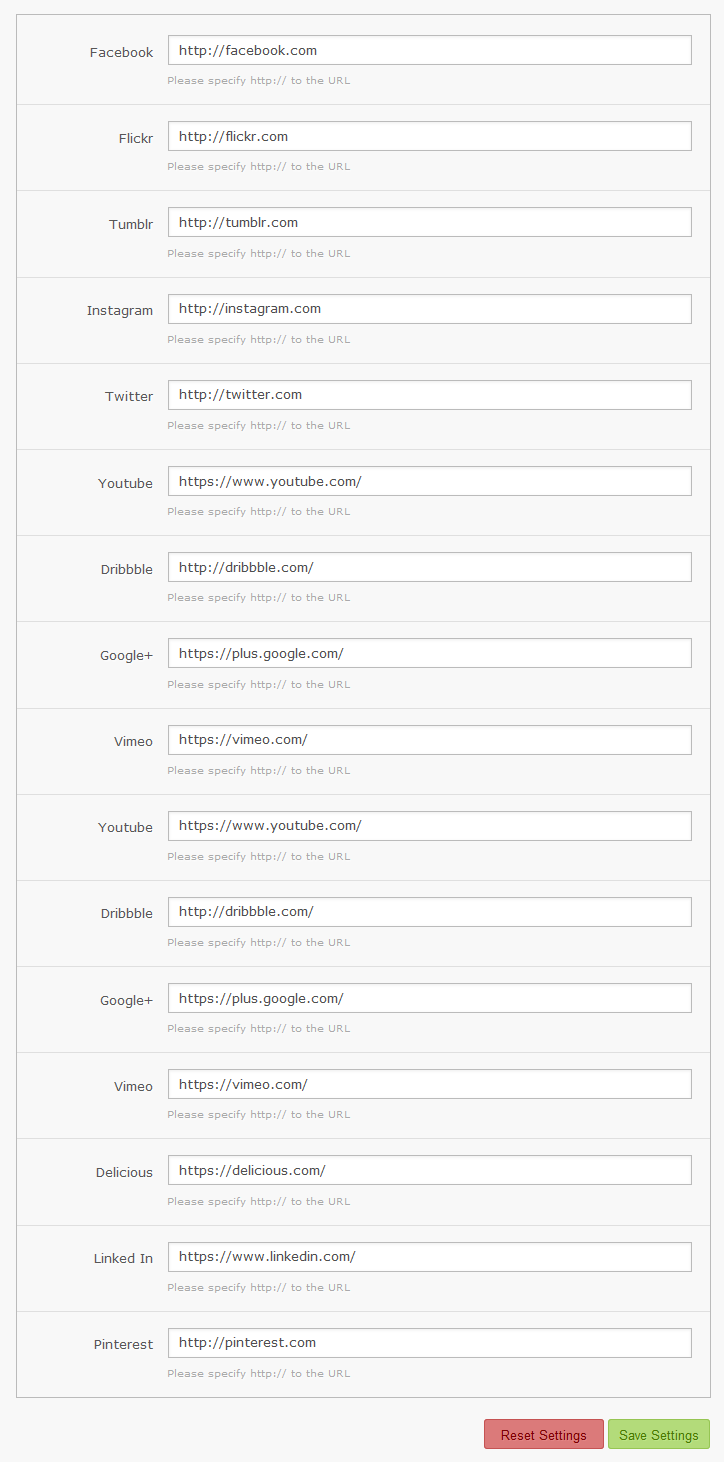 Facebook http://facebook.com
Please specify http:// to the URL
Flickr http://flickr.com
Please specify http:// to the URL
Tumblr http://tumblr.com
Please specify http:// to the URL
Instagram http://instagram.com
Please specify http:// to the URL
Twitter http://twitter.com
Please specify http:// to the URL
Youtube https://www.youtube.com/
Please specify http:// to the URL
Dribbble http://dribbble.com/
Please specify http:// to the URL
Google+ https://plus.google.com/
Please specify http:// to the URL
Vimeo https://vimeo.com/
Please specify http:// to the URL
Youtube https://www.youtube.com/
Please specify http:// to the URL
Dribbble http://dribbble.com/
Please specify http:// to the URL
Google+ https://plus.google.com/
Please specify http:// to the URL
Vimeo https://vimeo.com/
Please specify http:// to the URL
Delicious https://delicious.com/
Please specify http:// to the URL
Linked In https://www.linkedin.com/
Please specify http:// to the URL
Pinterest http://pinterest.com
Please specify http:// to the URL
Reset Settings Save Settings